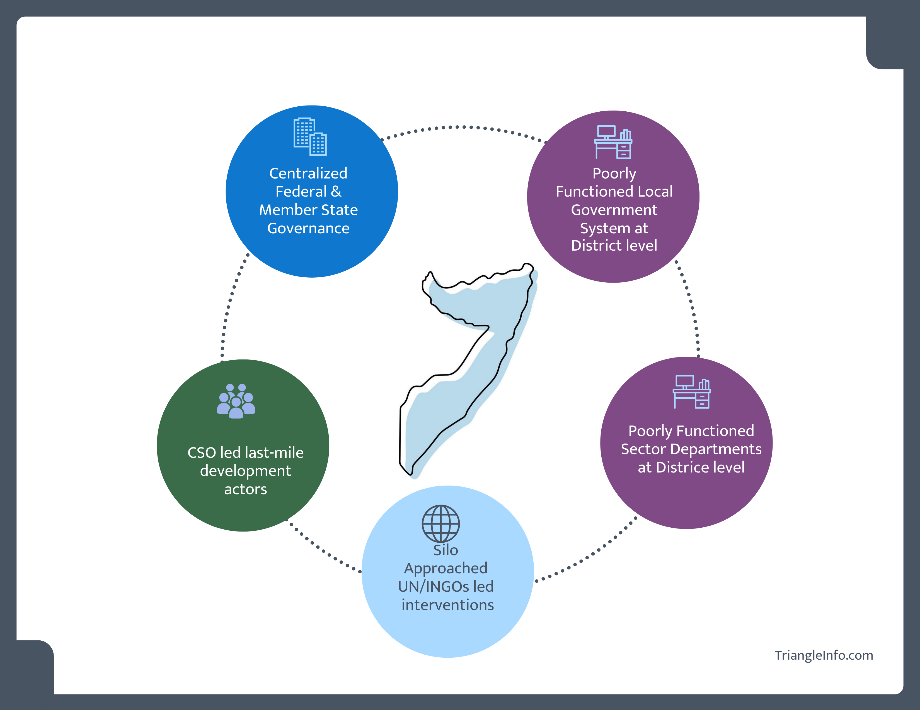 Centralized
Federal &
Member State
Governance
Poorly
Functioned Local
Government
System at
District level
CSO led last-mile
development
actors
Poorly Functioned
Sector Departments
at Districe level
Silo
Approached
UN/INGOs led
interventions
TriangleInfo.com